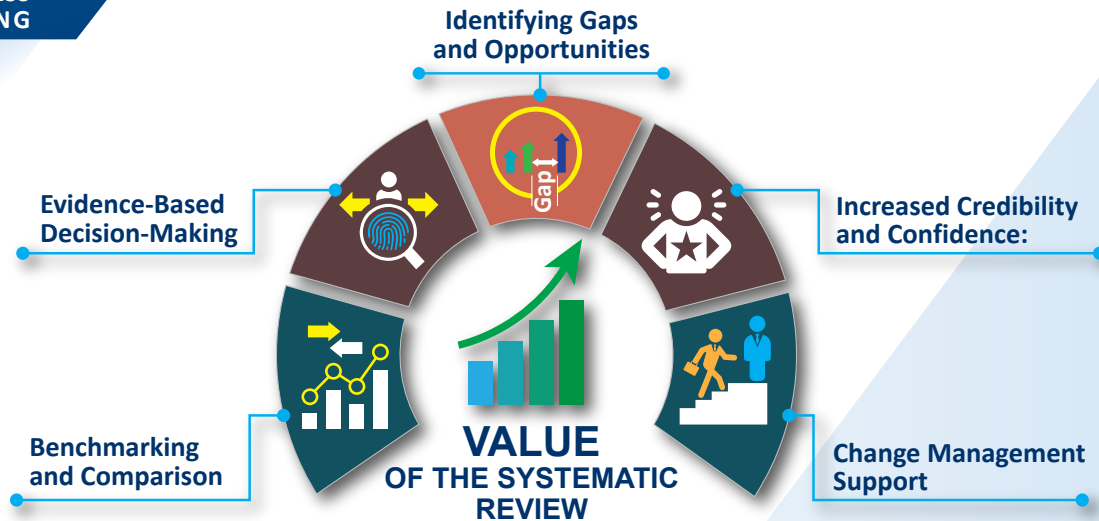 NG
Identifying Gaps
and Opportunities
Gap
Evidence-Based
Decision-Making
Increased Credibility
and Confidence:
Benchmarking
and Comparison
VALUE
OF THE SYSTEMATIC
REVIEW
Change Management
Support